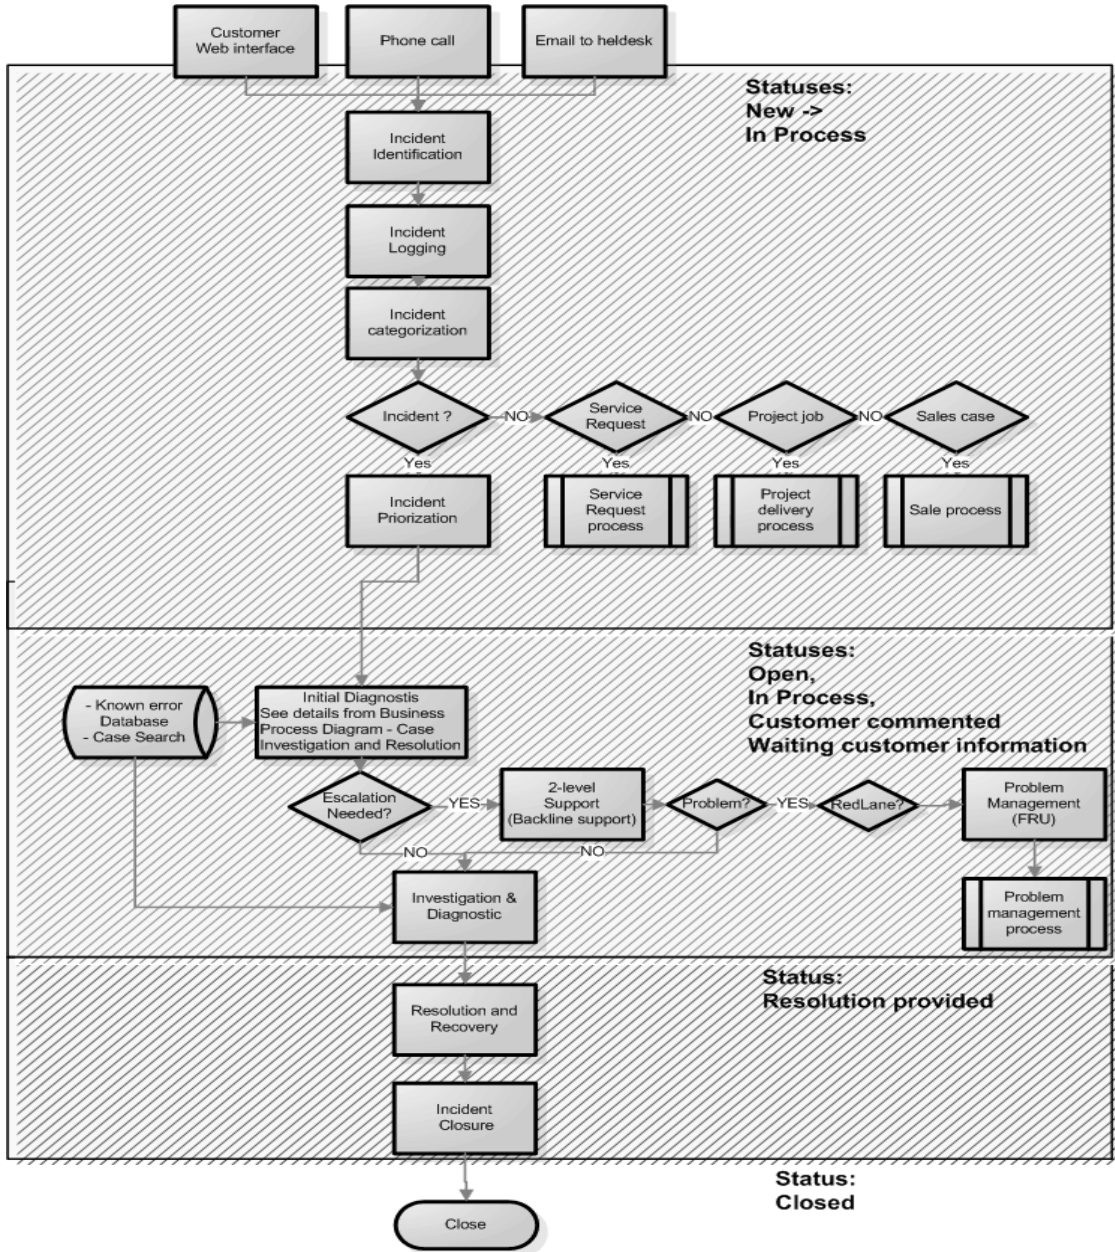 Customer
Web interface
Phone call
Email to heldesk
Statuses:
New ->
In Process
Incident
Identification
Incident
Logging
Incident
categorization
Incident ?
NO
Service
Request
NO
Project job
NO
Sales case
Yes
Yes
Yes
Yes
Incident
Priorization
Service
Request
process
Project
delivery
process
Sale process
Statuses:
Open,
In Process,
Customer commented
Waiting customer information
- Known error
Database
- Case Search
Initial Diagnostis
See details from Business
Process Diagram - Case
Investigation and Resolution
Escalation
Needed?
YES
2-level
Support
(Backline support)
Problem?
YES
RedLane?
Problem
Management
(FRU)
NO
NO
Investigation &
Diagnostic
Problem
management
process
Status:
Resolution provided
Resolution and
Recovery
Incident
Closure
Status:
Closed
Close